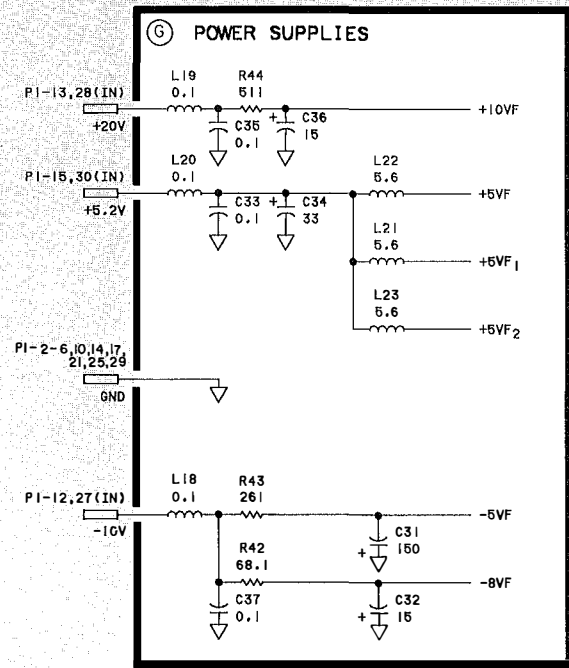 G POWER SUPPLIES
P1-13,28(IN)
+20V
L19
0.1
R44
511
C35
0.1
+ C36
15
+10VF
P1-15,30(IN)
+5.2V
L20
0.1
C33
0.1
+ C34
33
L22
5.6
+5VF
L21
5.6
+5VF1
L23
5.6
+5VF2
P1-2-6,10,14,17,
21,25,29
GND
P1-12,27(IN)
-10V
L18
0.1
R43
261
C31
+ 150
-5VF
R42
68.1
C37
0.1
C32
+ 15
-8VF